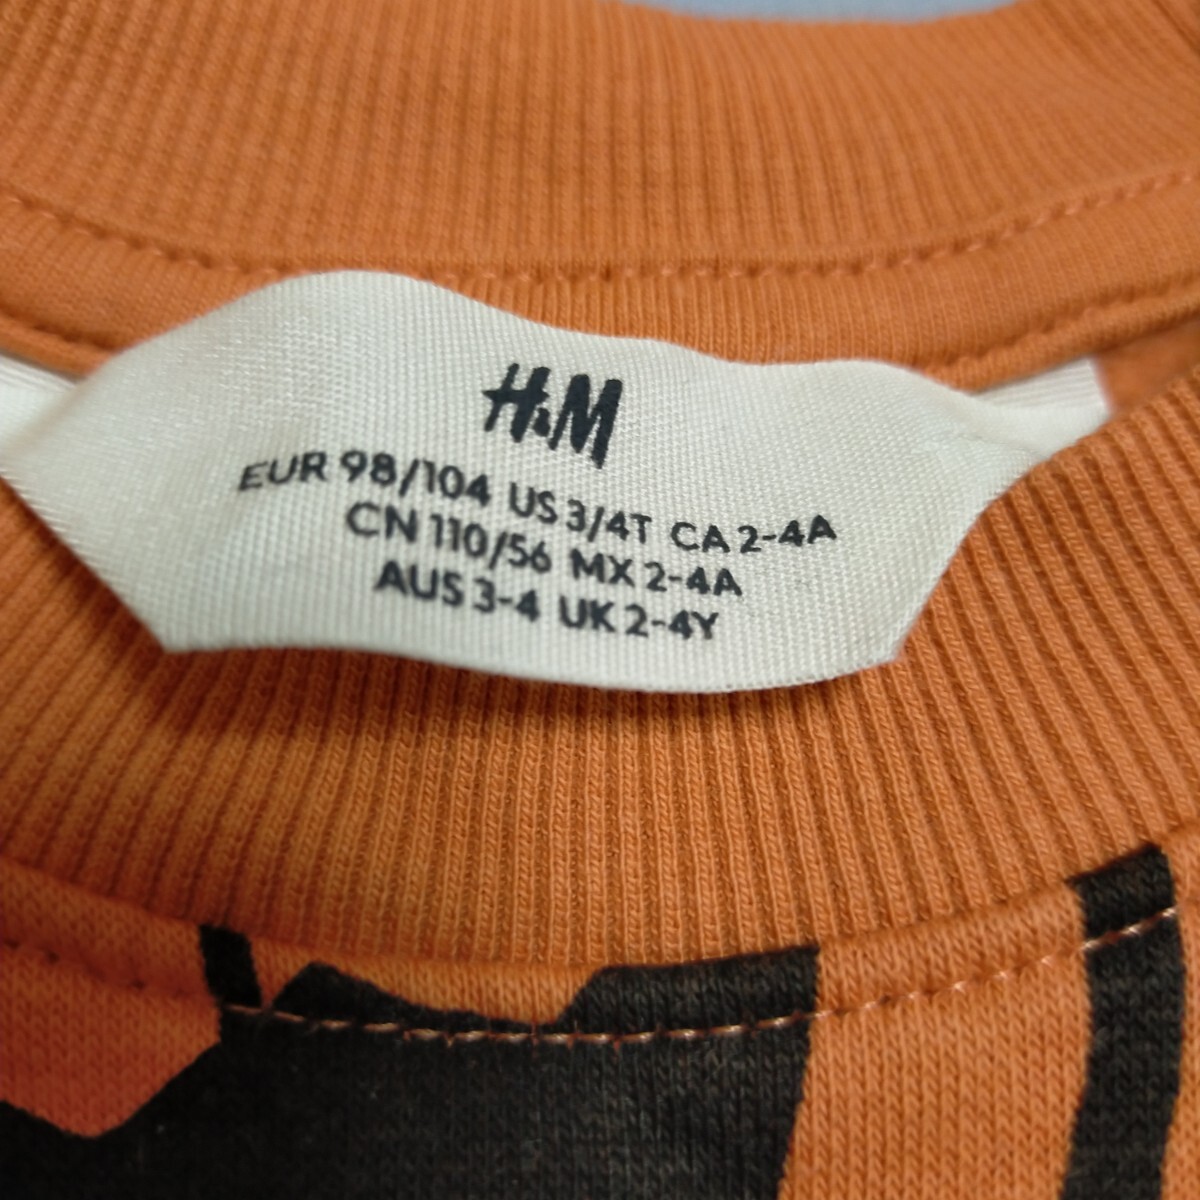 H&M
EUR 98/104 US 3/4T CA 2-4A
CN 110/56 MX 2-4A
AUS 3-4 UK 2-4Y